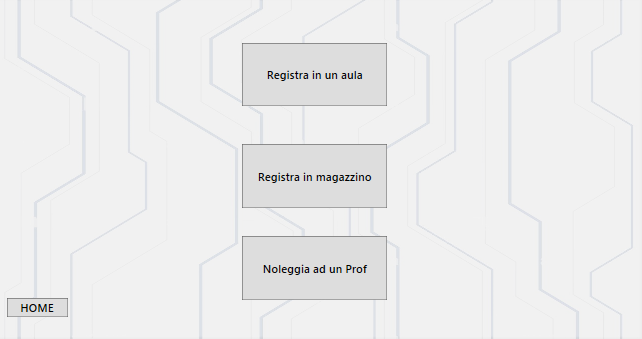 Registra in un aula
Registra in magazzino
Noleggia ad un Prof
HOME